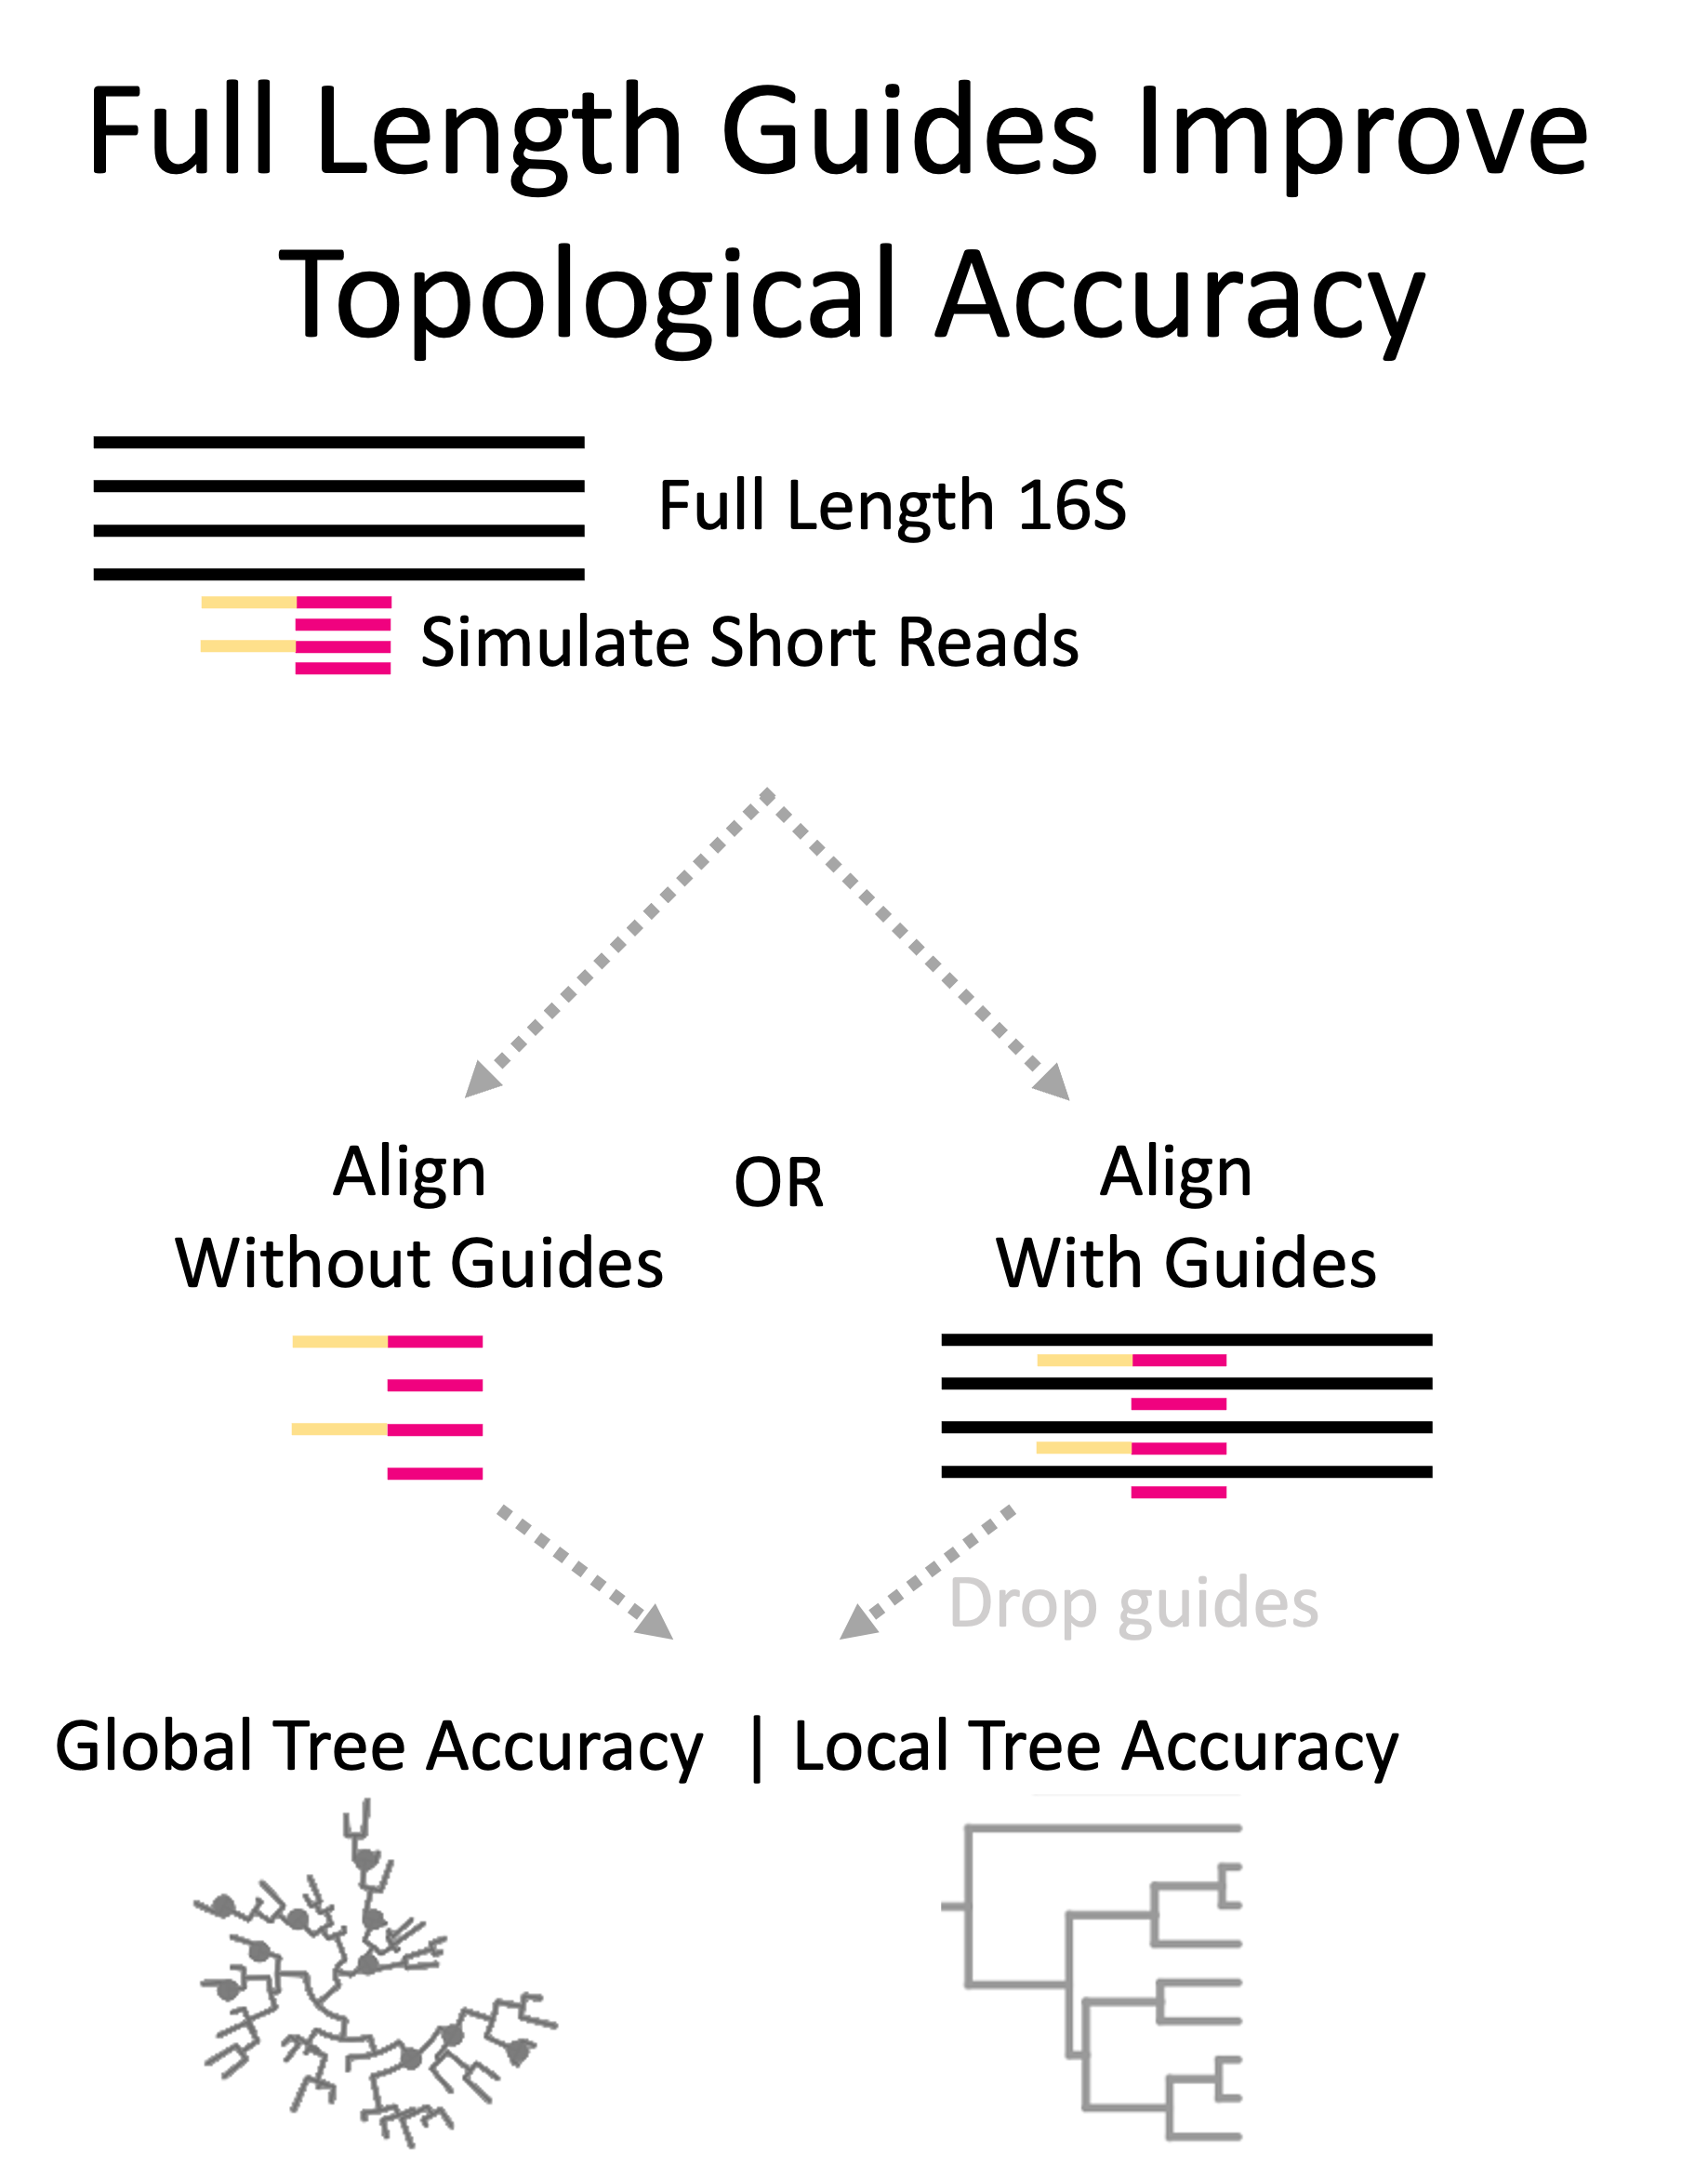 Full Length Guides Improve
Topological Accuracy
Full Length 16S
Simulate Short Reads
Align
Without Guides
OR
Align
With Guides
Drop guides
Global Tree Accuracy | Local Tree Accuracy